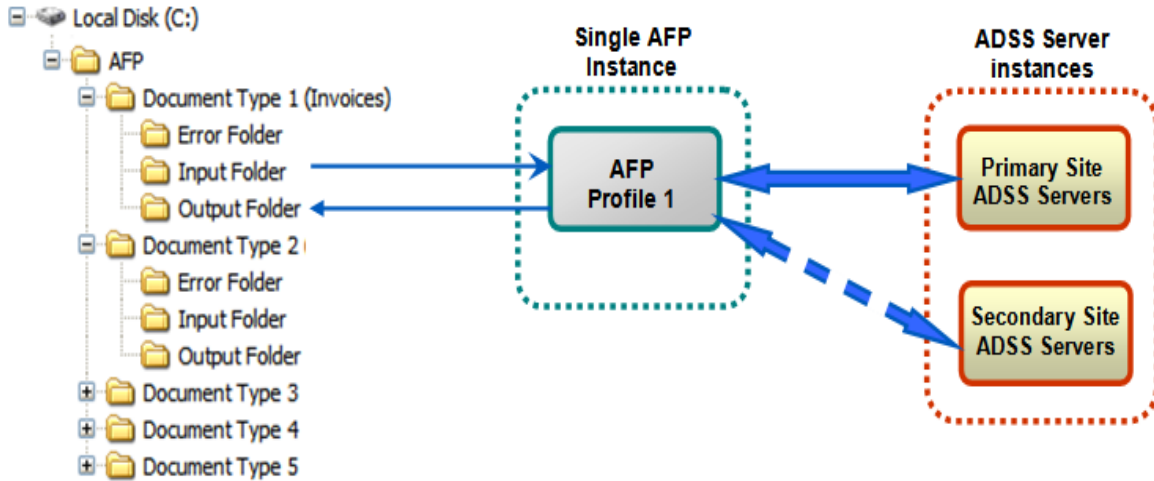 Local Disk (C:)
AFP
Document Type 1 (Invoices)
Error Folder
Input Folder
Output Folder
Document Type 2 (
Error Folder
Input Folder
Output Folder
Document Type 3
Document Type 4
Document Type 5
Single AFP
Instance
AFP
Profile 1
ADSS Server
instances
Primary Site
ADSS Servers
Secondary Site
ADSS Servers